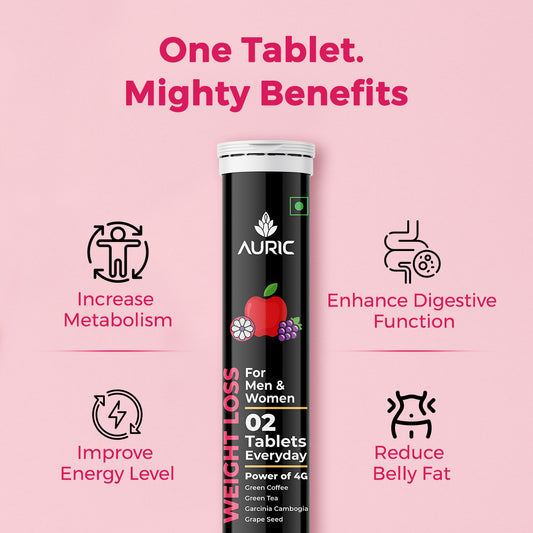 One Tablet.
Mighty Benefits
AURIC
Increase
Metabolism
Enhance Digestive
Function
Improve
Energy Level
Reduce
Belly Fat
WEIGHT LOSS
For
Men &
Women
02
Tablets
Everyday
Power of 4G
Green Coffee
Green Tea
Garcinia Cambogia
Grape Seed